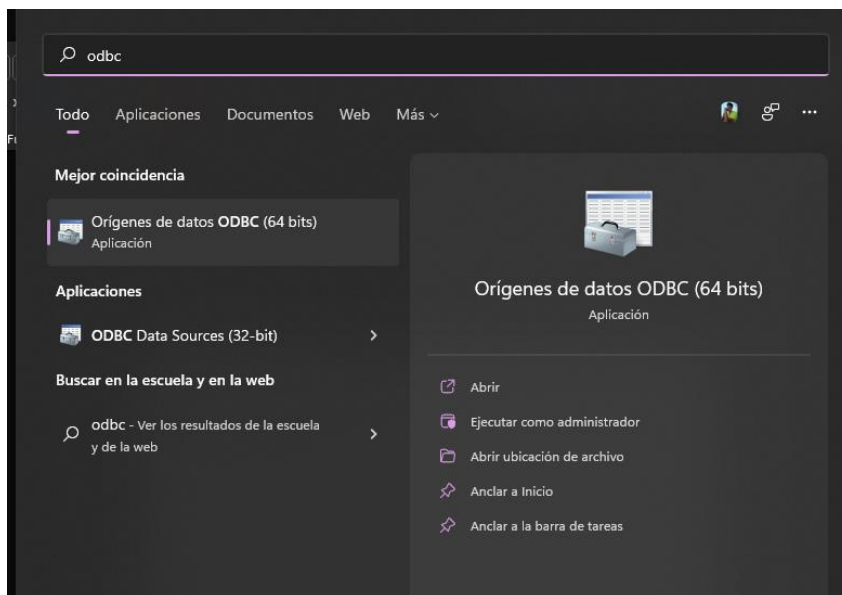 odbc
Todo Aplicaciones Documentos Web Más
Mejor coincidencia
Orígenes de datos ODBC (64 bits)
Aplicación
Aplicaciones
ODBC Data Sources (32-bit)
Buscar en la escuela y en la web
odbc - Ver los resultados de la escuela
y de la web
Orígenes de datos ODBC (64 bits)
Aplicación
Abrir
Ejecutar como administrador
Abrir ubicación de archivo
Anclar a Inicio
Anclar a la barra de tareas